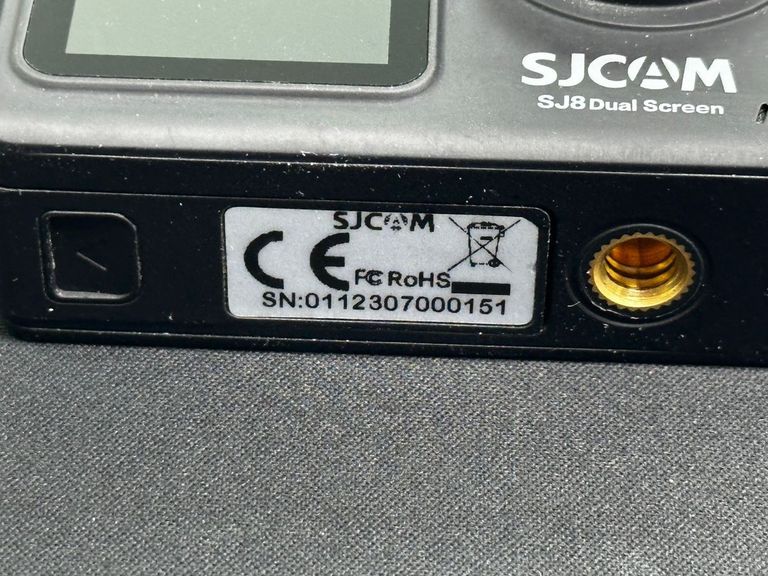 SJCAM
SJ8 Dual Screen
SJCAM
CE FC RoHS
SN:0112307000151